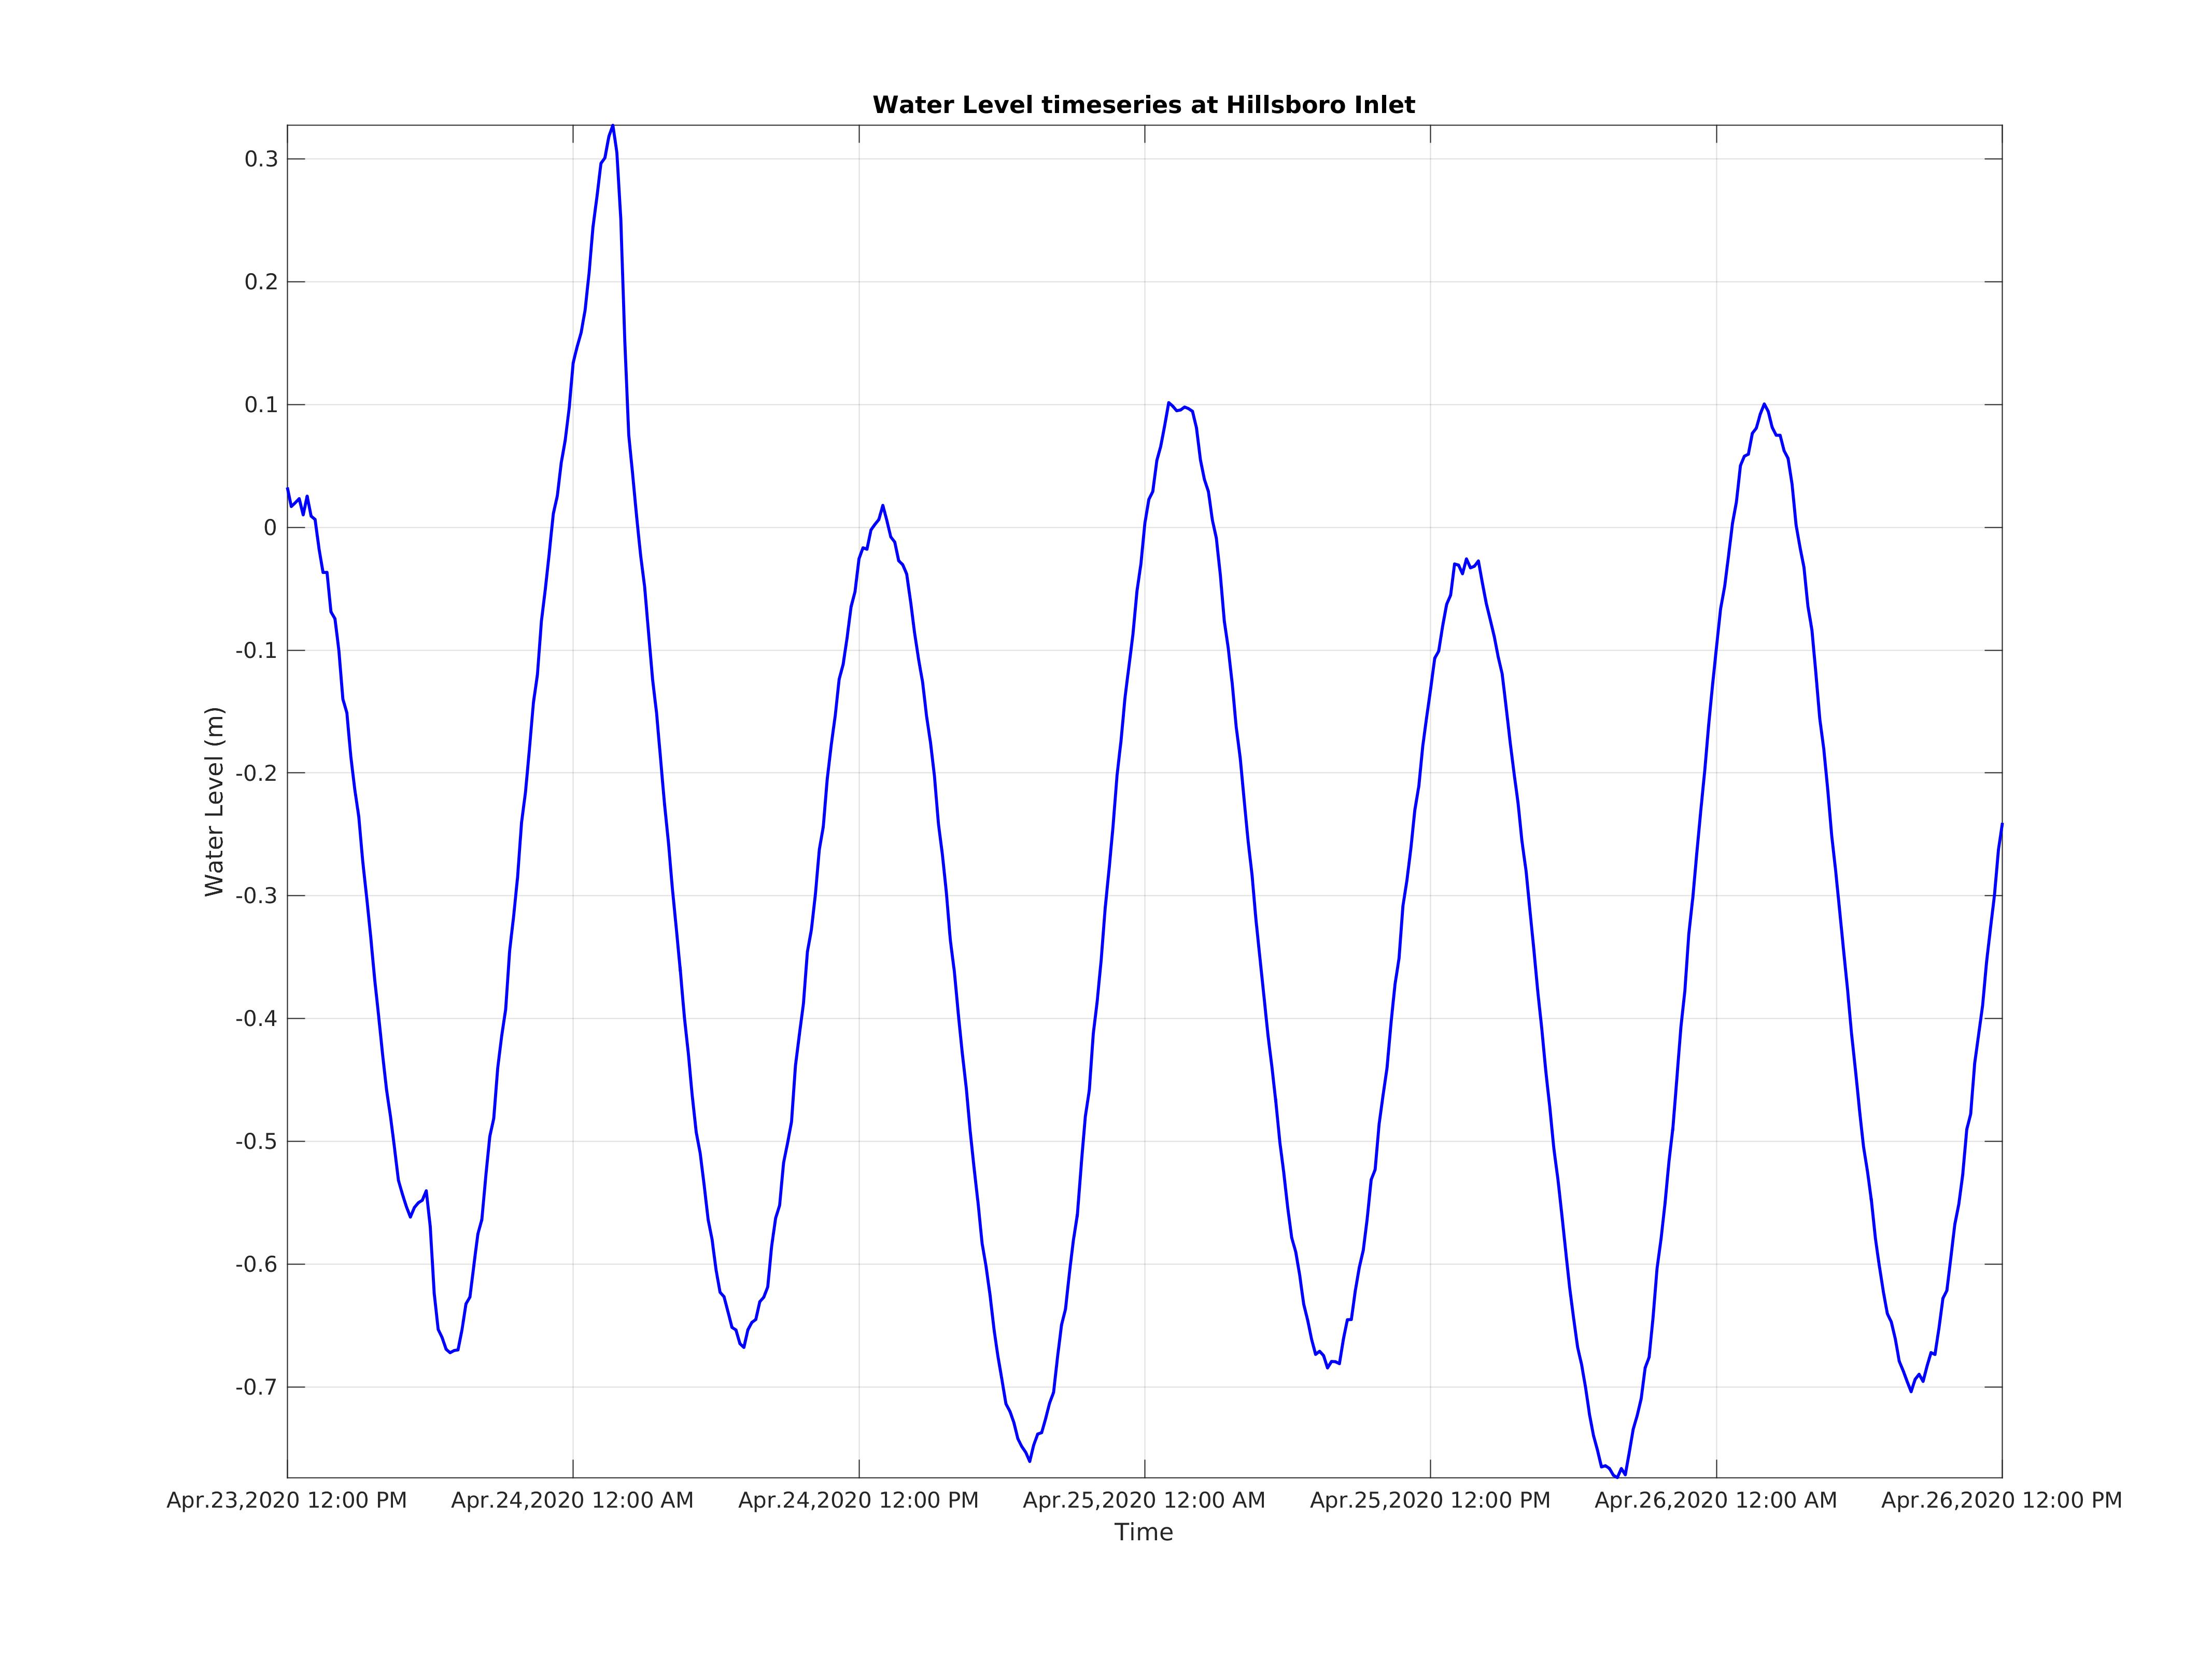 Water Level timeseries at Hillsboro Inlet
0.3
0.2
0.1
0
-0.1
-0.2
-0.3
-0.4
-0.5
-0.6
-0.7
Water Level (m)
Apr.23,2020 12:00 PM
Apr.24,2020 12:00 AM
Apr.24,2020 12:00 PM
Apr.25,2020 12:00 AM
Apr.25,2020 12:00 PM
Apr.26,2020 12:00 AM
Apr.26,2020 12:00 PM
Time